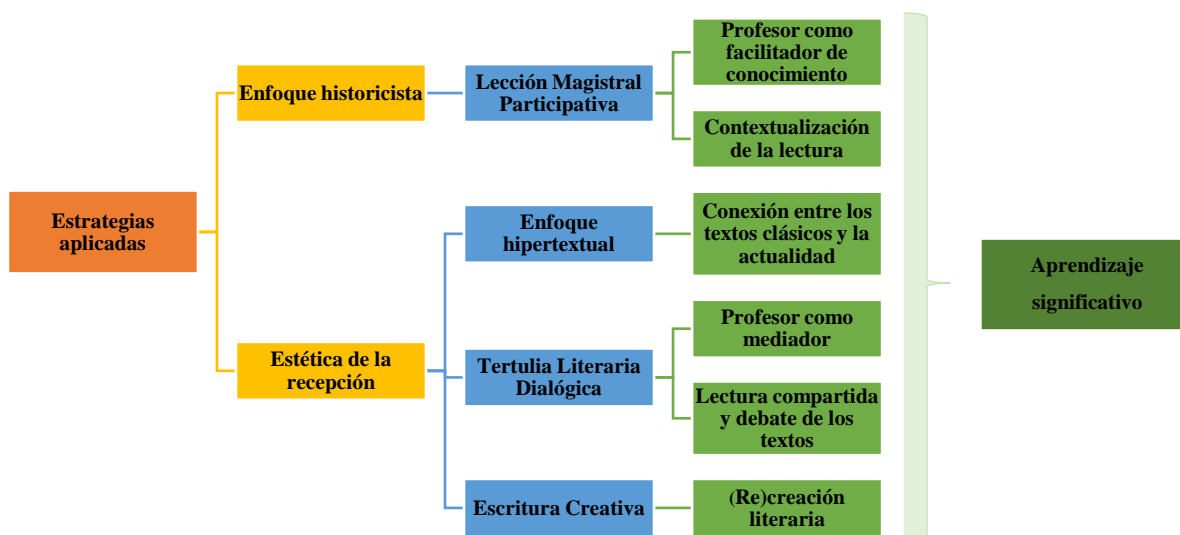 Estrategias
aplicadas
Enfoque historicista
Lección Magistral
Participativa
Profesor como
facilitador de
conocimiento
Contextualización
de la lectura
Estética de la
recepción
Enfoque
hipertextual
Conexión entre los
textos clásicos y la
actualidad
Tertulia Literaria
Dialógica
Profesor como
mediador
Lectura compartida
y debate de los
textos
Escritura Creativa
(Re)creación
literaria
Aprendizaje
significativo